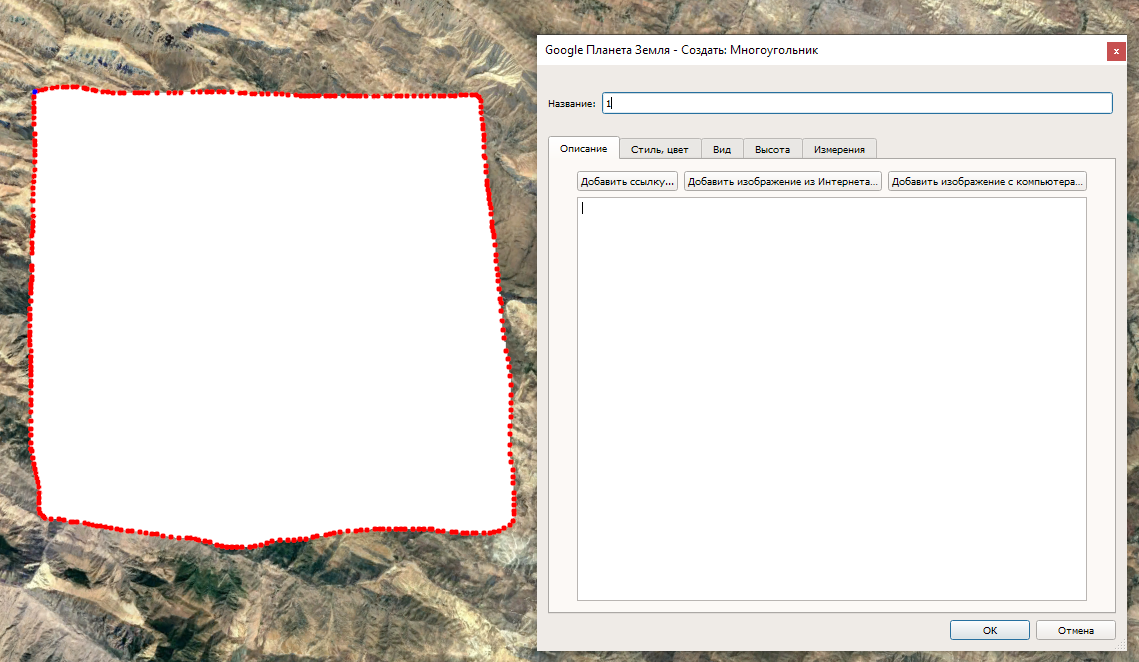 Google Планета Земля - Создать: Многоугольник
x
Название: 1
Описание Стиль, цвет Вид Высота Измерения
Добавить ссылку... Добавить изображение из Интернета... Добавить изображение с компьютера...
OK Отмена